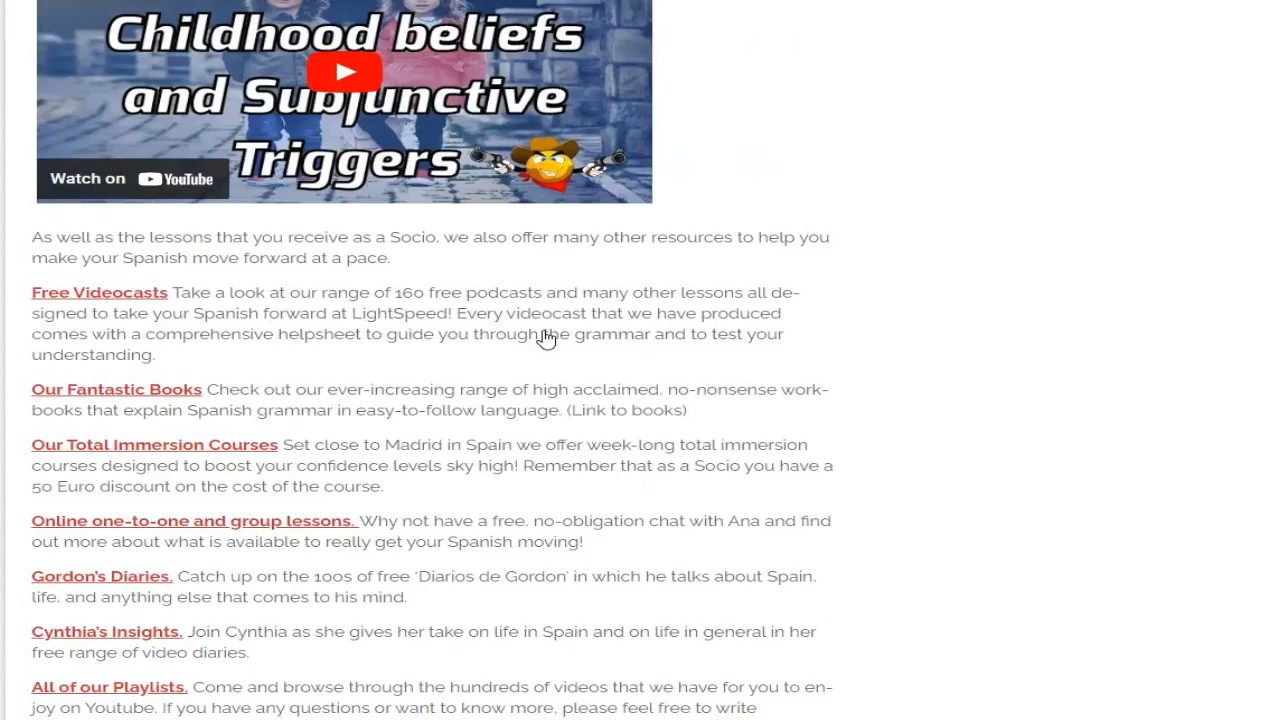 Childhood beliefs
and Subjunctive
Triggers
Watch on YouTube
As well as the lessons that you receive as a Socio, we also offer many other resources to help you
make your Spanish move forward at a pace.
Free Videocasts Take a look at our range of 160 free podcasts and many other lessons all de-
signed to take your Spanish forward at LightSpeed! Every videocast that we have produced
comes with a comprehensive helpsheet to guide you through the grammar and to test your
understanding.
Our Fantastic Books Check out our ever-increasing range of high acclaimed, no-nonsense work-
books that explain Spanish grammar in easy-to-follow language. (Link to books)
Our Total Immersion Courses Set close to Madrid in Spain we offer week-long total immersion
courses designed to boost your confidence levels sky high! Remember that as a Socio you have a
50 Euro discount on the cost of the course.
Online one-to-one and group lessons. Why not have a free, no-obligation chat with Ana and find
out more about what is available to really get your Spanish moving!
Gordon's Diaries. Catch up on the 100s of free 'Diarios de Gordon' in which he talks about Spain,
life, and anything else that comes to his mind.
Cynthia's Insights. Join Cynthia as she gives her take on life in Spain and on life in general in her
free range of video diaries.
All of our Playlists. Come and browse through the hundreds of videos that we have for you to en-
joy on Youtube. If you have any questions or want to know more, please feel free to write